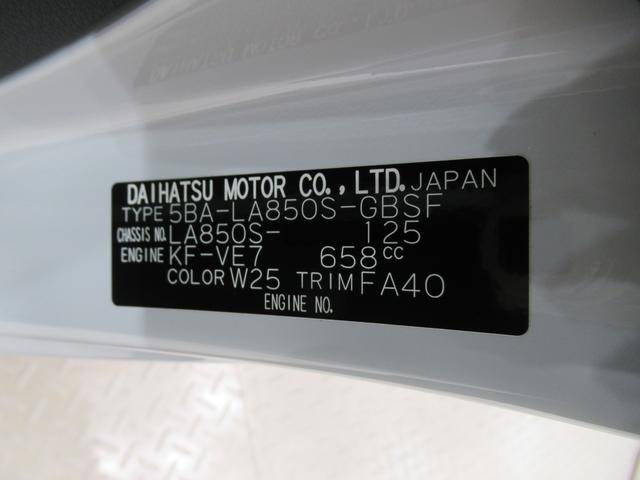 DAIHATSU MOTOR CO., LTD. JAPAN
TYPE 5BA-LA850S-GBSF
CHASSIS NO. LA850S- 125
ENGINE KF-VE7 658cc
COLOR W25 TRIM FA40
ENGINE NO.